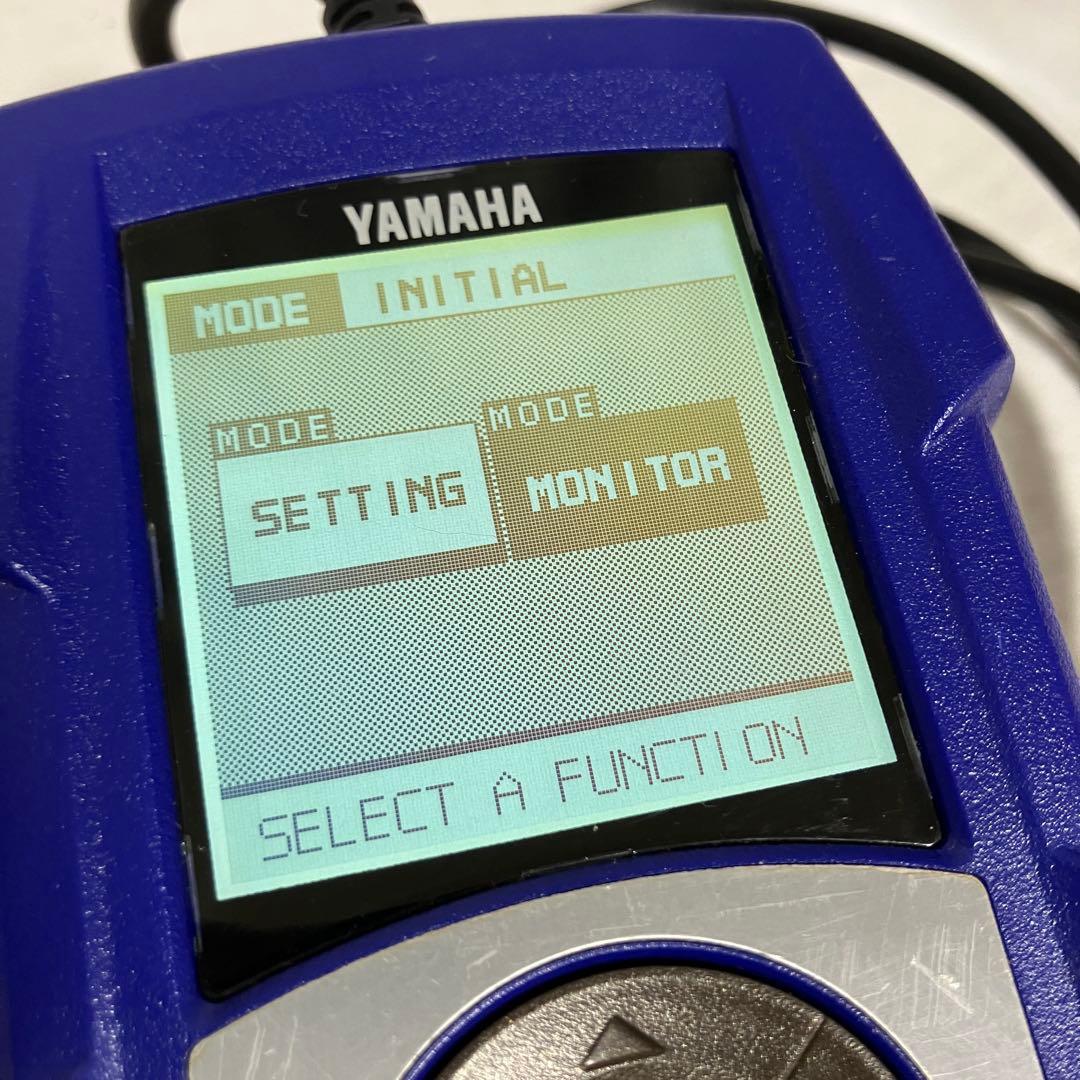 YAMAHA
MODE INITIAL
MODE MODE
SETTING MONITOR
SELECT A FUNCTION